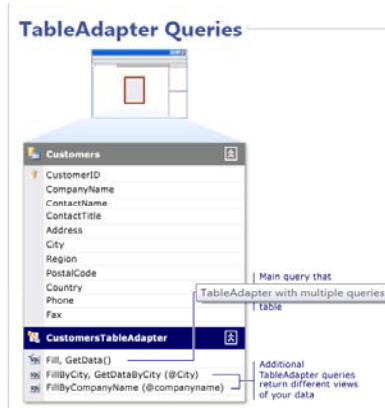 TableAdapter Queries
Customers
CustomerID
CompanyName
ContactName
ContactTitle
Address
City
Region
PostalCode
Country
Phone
Fax
Main query that
TableAdapter with multiple queries
table
CustomersTableAdapter
Fill, GetData()
FillByCity, GetDataByCity (@City)
FillByCompanyName (@companyname)
Additional
TableAdapter queries
return different views
of your data